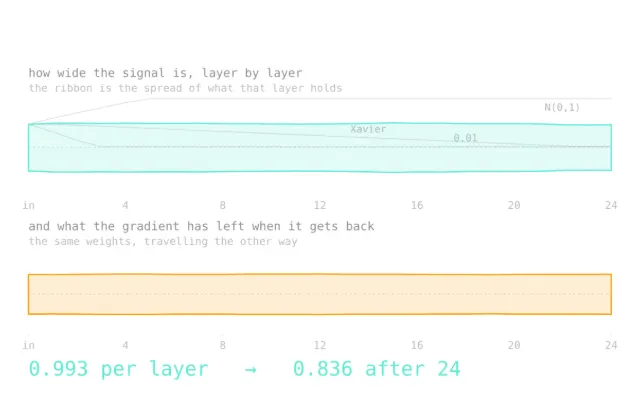 how wide the signal is, layer by layer
the ribbon is the spread of what that layer holds
N(0,1)
Xavier
0.01
in 4 8 12 16 20 24
and what the gradient has left when it gets back
the same weights, travelling the other way
in 4 8 12 16 20 24
0.993 per layer → 0.836 after 24